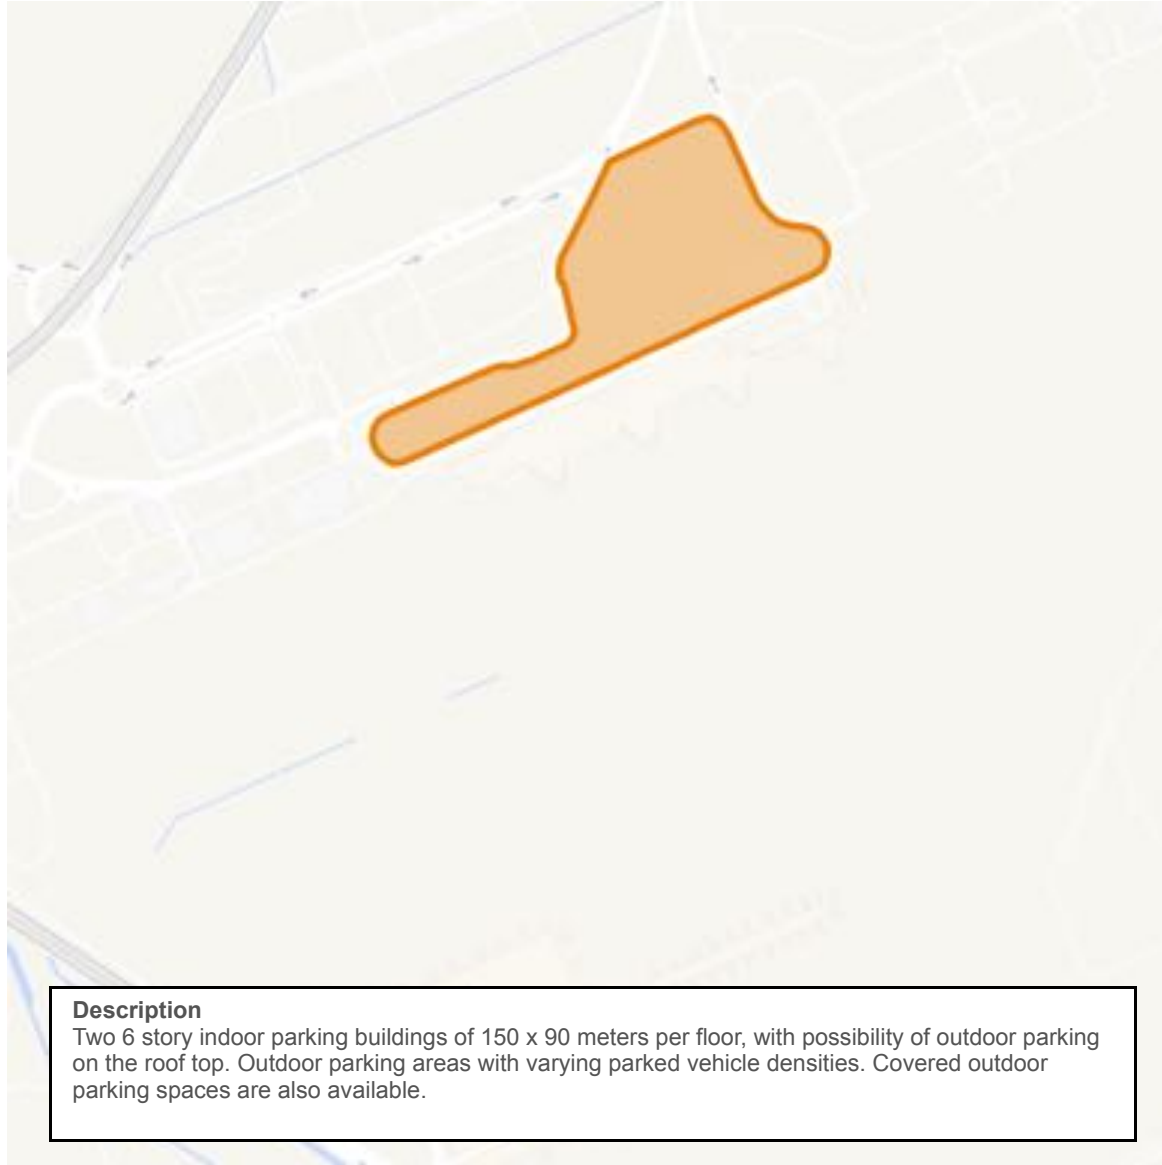 Description
Two 6 story indoor parking buildings of 150 x 90 meters per floor, with possibility of outdoor parking
on the roof top. Outdoor parking areas with varying parked vehicle densities. Covered outdoor
parking spaces are also available.